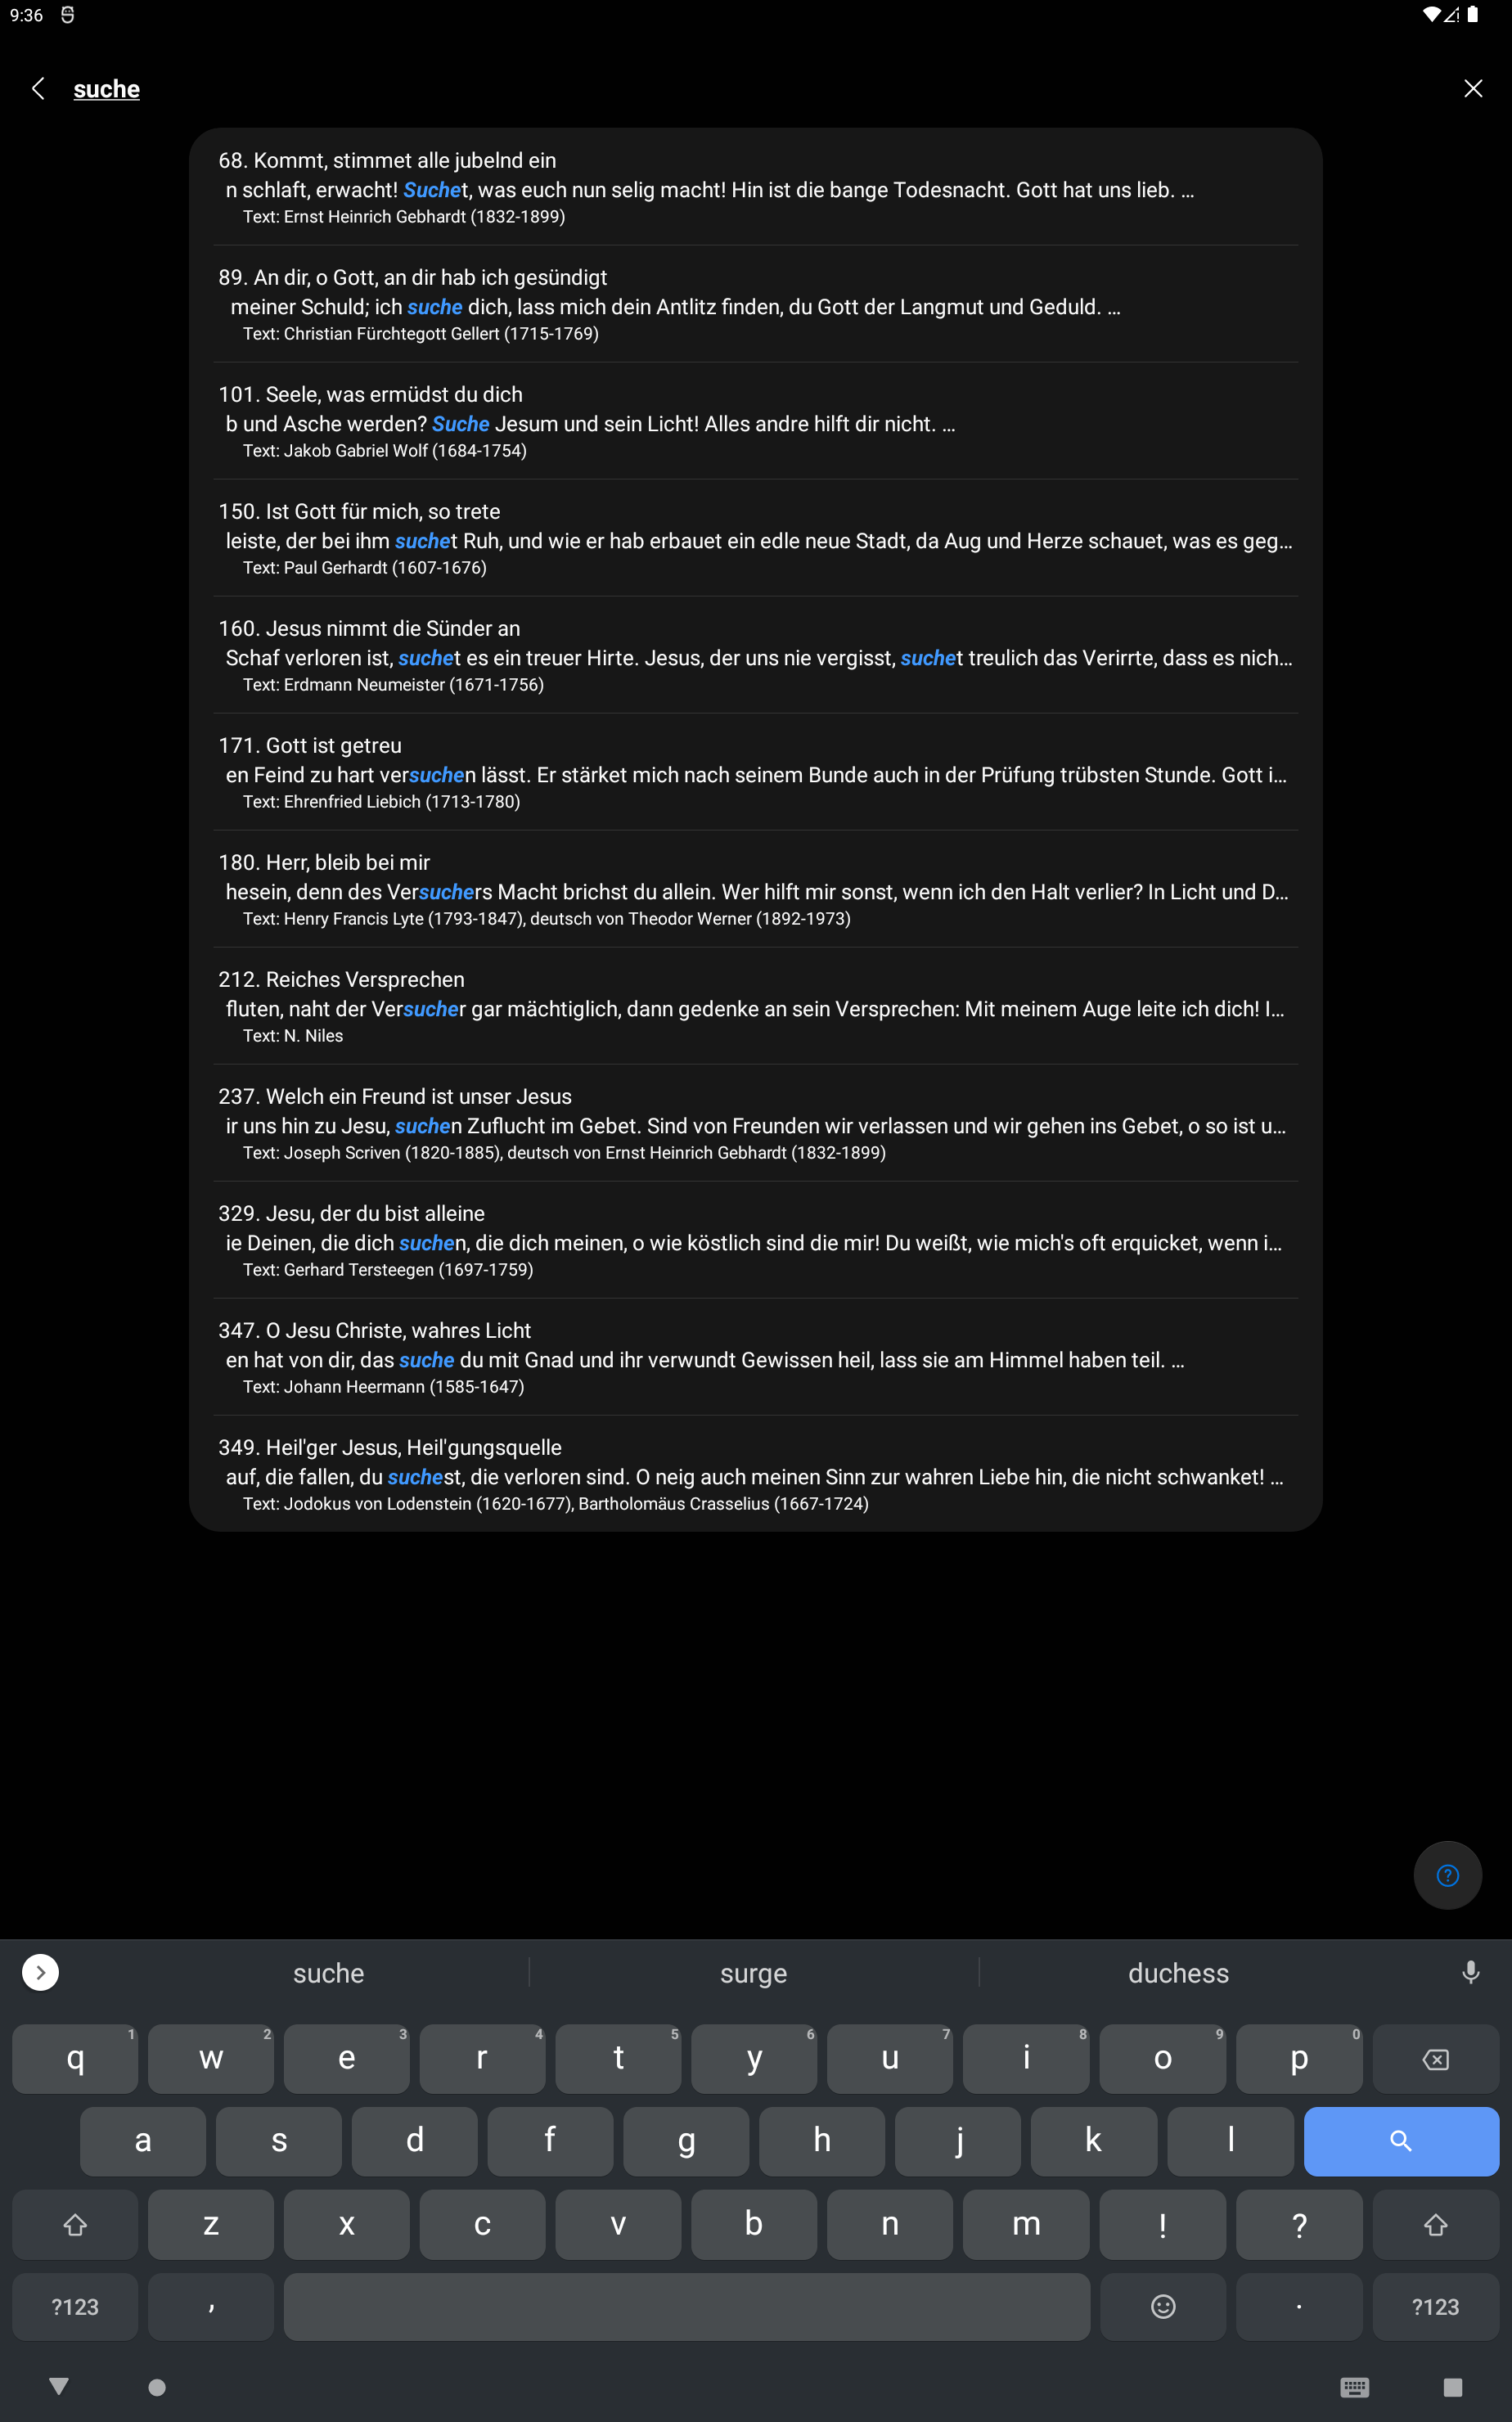 9:36
suche
68. Kommt, stimmet alle jubelnd ein
n schlaft, erwacht! Suchet, was euch nun selig macht! Hin ist die bange Todesnacht. Gott hat uns lieb. ...
Text: Ernst Heinrich Gebhardt (1832-1899)
89. An dir, o Gott, an dir hab ich gesündigt
meiner Schuld; ich suche dich, lass mich dein Antlitz finden, du Gott der Langmut und Geduld. ...
Text: Christian Fürchtegott Gellert (1715-1769)
101. Seele, was ermüdst du dich
b und Asche werden? Suche Jesum und sein Licht! Alles andre hilft dir nicht. ...
Text: Jakob Gabriel Wolf (1684-1754)
150. Ist Gott für mich, so trete
leiste, der bei ihm suchet Ruh, und wie er hab erbauet ein edle neue Stadt, da Aug und Herze schauet, was es geg...
Text: Paul Gerhardt (1607-1676)
160. Jesus nimmt die Sünder an
Schaf verloren ist, suchet es ein treuer Hirte. Jesus, der uns nie vergisst, suchet treulich das Verirrte, dass es nich...
Text: Erdmann Neumeister (1671-1756)
171. Gott ist getreu
en Feind zu hart versuchen lässt. Er stärket mich nach seinem Bunde auch in der Prüfung trübsten Stunde. Gott i...
Text: Ehrenfried Liebich (1713-1780)
180. Herr, bleib bei mir
hesein, denn des Versuchers Macht brichst du allein. Wer hilft mir sonst, wenn ich den Halt verlier? In Licht und D...
Text: Henry Francis Lyte (1793-1847), deutsch von Theodor Werner (1892-1973)
212. Reiches Versprechen
fluten, naht der Versucher gar mächtiglich, dann gedenke an sein Versprechen: Mit meinem Auge leite ich dich! I...
Text: N. Niles
237. Welch ein Freund ist unser Jesus
ir uns hin zu Jesu, suchen Zuflucht im Gebet. Sind von Freunden wir verlassen und wir gehen ins Gebet, o so ist u...
Text: Joseph Scriven (1820-1885), deutsch von Ernst Heinrich Gebhardt (1832-1899)
329. Jesu, der du bist alleine
ie Deinen, die dich suchen, die dich meinen, o wie köstlich sind die mir! Du weißt, wie mich's oft erquicket, wenn i...
Text: Gerhard Tersteegen (1697-1759)
347. O Jesu Christe, wahres Licht
en hat von dir, das suche du mit Gnad und ihr verwundt Gewissen heil, lass sie am Himmel haben teil. ...
Text: Johann Heermann (1585-1647)
349. Heil'ger Jesus, Heil'gungsquelle
auf, die fallen, du suchest, die verloren sind. O neig auch meinen Sinn zur wahren Liebe hin, die nicht schwanket! ...
Text: Jodokus von Lodenstein (1620-1677), Bartholomäus Crasselius (1667-1724)
?
suche surge duchess
q 1 w 2 e 3 r 4 t 5 y 6 u 7 i 8 o 9 p 0
a s d f g h j k l
z x c v b n m ! ?
?123 , . ?123